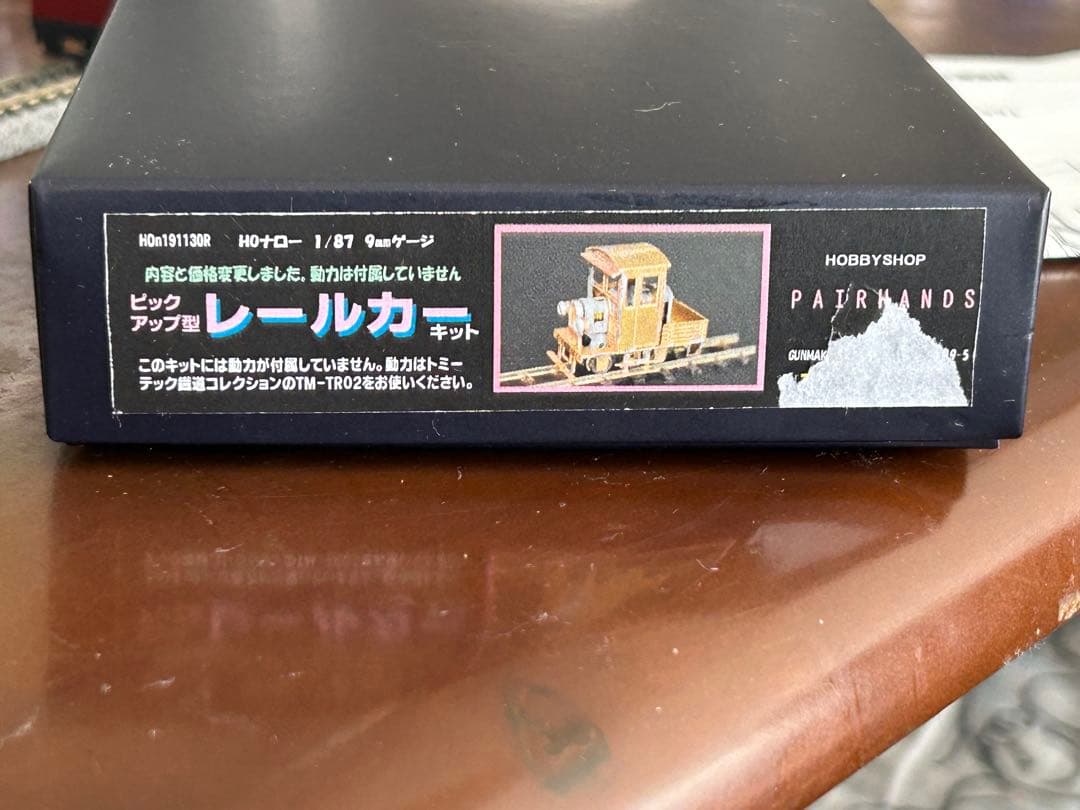 HOn191130R HOナロー 1/87 9mmゲージ
内容と価格変更しました。動力は付属していません
ピック
アップ型
レールカー
キット
このキットには動力が付属していません。動力はトミー
テック鉄道コレクションのTM-TR02をお使いください。
HOBBYSHOP
PAIRHANDS